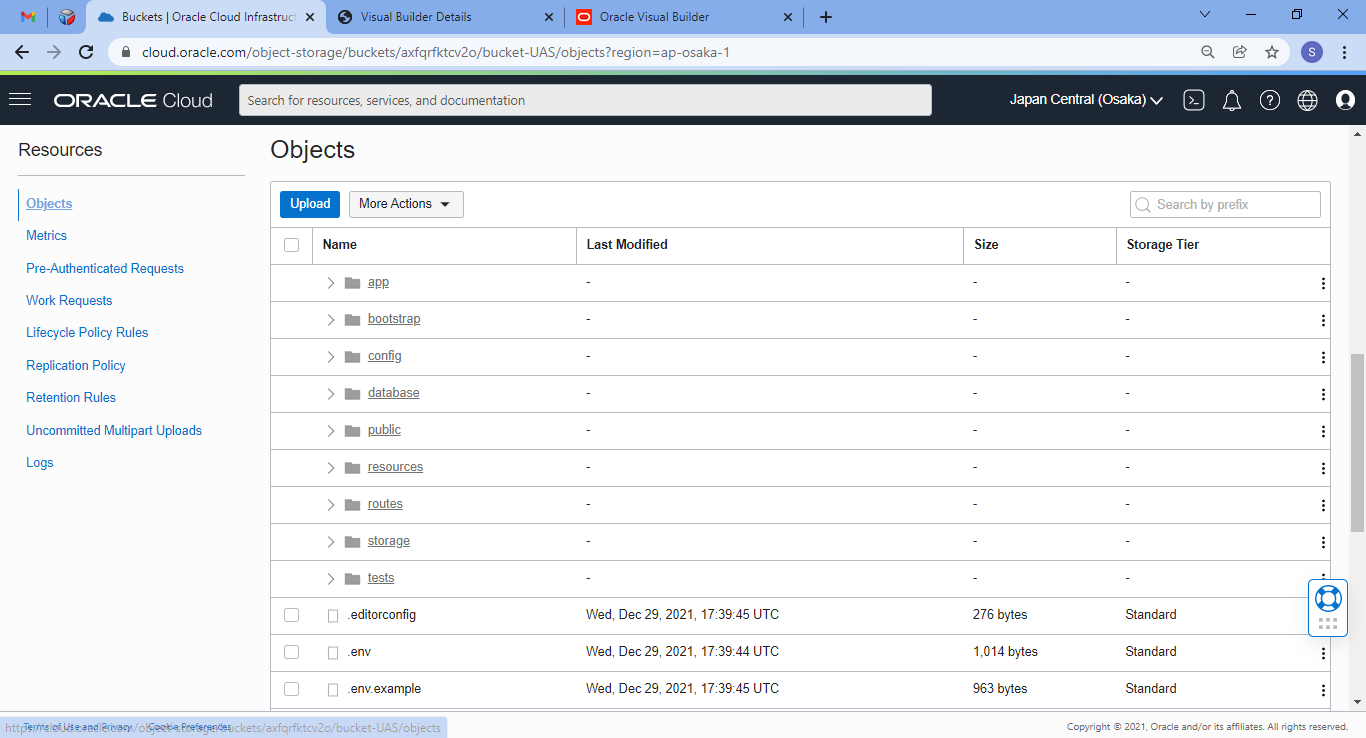 Buckets | Oracle Cloud Infrastruct
Visual Builder Details
Oracle Visual Builder
cloud.oracle.com/object-storage/buckets/axfqrfktcv2o/bucket-UAS/objects?region=ap-osaka-1
S
ORACLE Cloud
Search for resources, services, and documentation
Japan Central (Osaka)
Resources
Objects
Metrics
Pre-Authenticated Requests
Work Requests
Lifecycle Policy Rules
Replication Policy
Retention Rules
Uncommitted Multipart Uploads
Logs
Objects
Upload
More Actions
Search by prefix
Name Last Modified Size Storage Tier
app - - -
bootstrap - - -
config - - -
database - - -
public - - -
resources - - -
routes - - -
storage - - -
tests - - -
.editorconfig Wed, Dec 29, 2021, 17:39:45 UTC 276 bytes Standard
.env Wed, Dec 29, 2021, 17:39:44 UTC 1,014 bytes Standard
.env.example Wed, Dec 29, 2021, 17:39:45 UTC 963 bytes Standard
Terms of Use and Privacy Cookie Preferences
https://cloud.oracle.com/object-storage/buckets/axfqrfktcv2o/bucket-UAS/objects
Copyright © 2021, Oracle and/or its affiliates. All rights reserved.